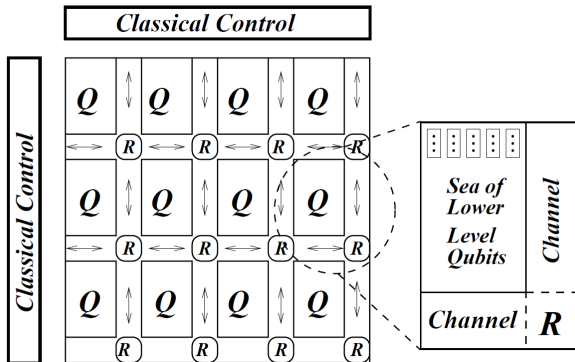 Classical Control
Classical Control
Q Q Q Q
R R R R
Q Q Q Q
R R R R
Q Q Q Q
R R R R
Sea of
Lower
Level
Qubits
Channel
Channel
R